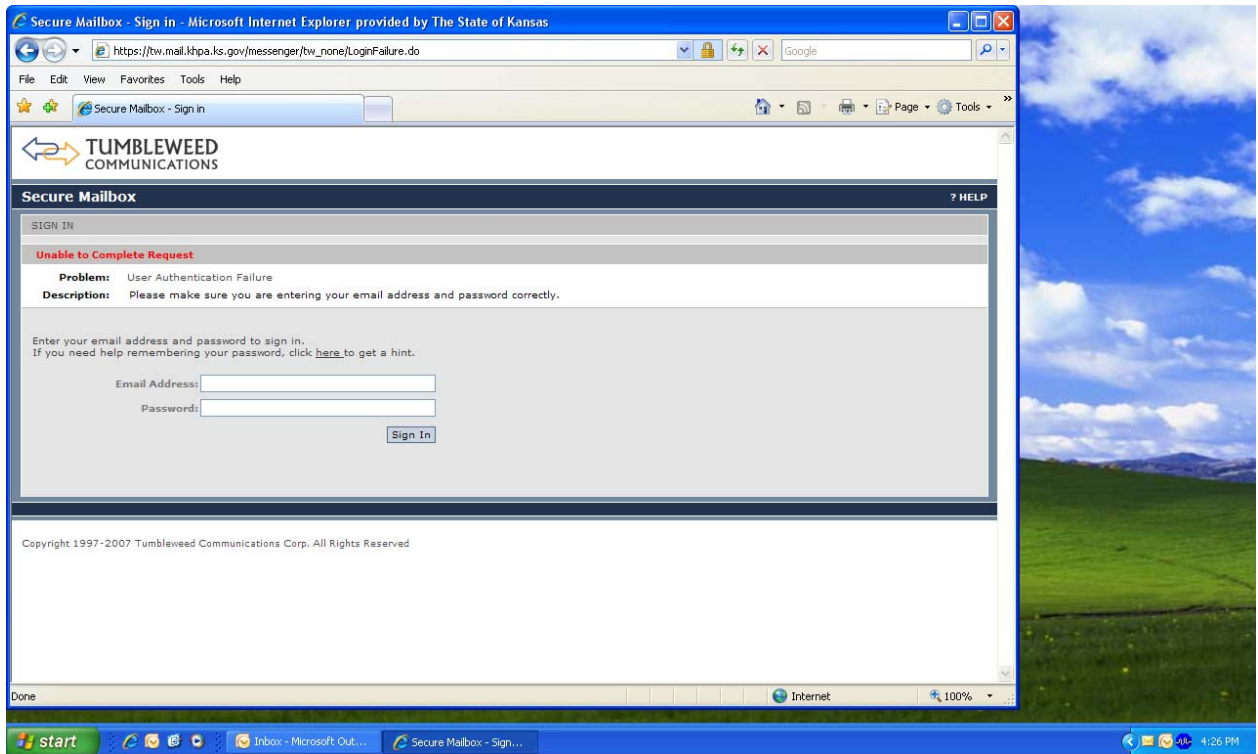 Secure Mailbox - Sign in - Microsoft Internet Explorer provided by The State of Kansas
https://tw.mail.khpa.ks.gov/messenger/tw_none/LoginFailure.do
Google
File Edit View Favorites Tools Help
Secure Mailbox - Sign in
Page Tools »
TUMBLEWEED
COMMUNICATIONS
Secure Mailbox ? HELP
SIGN IN
Unable to Complete Request
Problem: User Authentication Failure
Description: Please make sure you are entering your email address and password correctly.
Enter your email address and password to sign in.
If you need help remembering your password, click here to get a hint.
Email Address:
Password:
Sign In
Copyright 1997-2007 Tumbleweed Communications Corp. All Rights Reserved
Done Internet 100%
start Inbox - Microsoft Out... Secure Mailbox - Sign... 4:26 PM